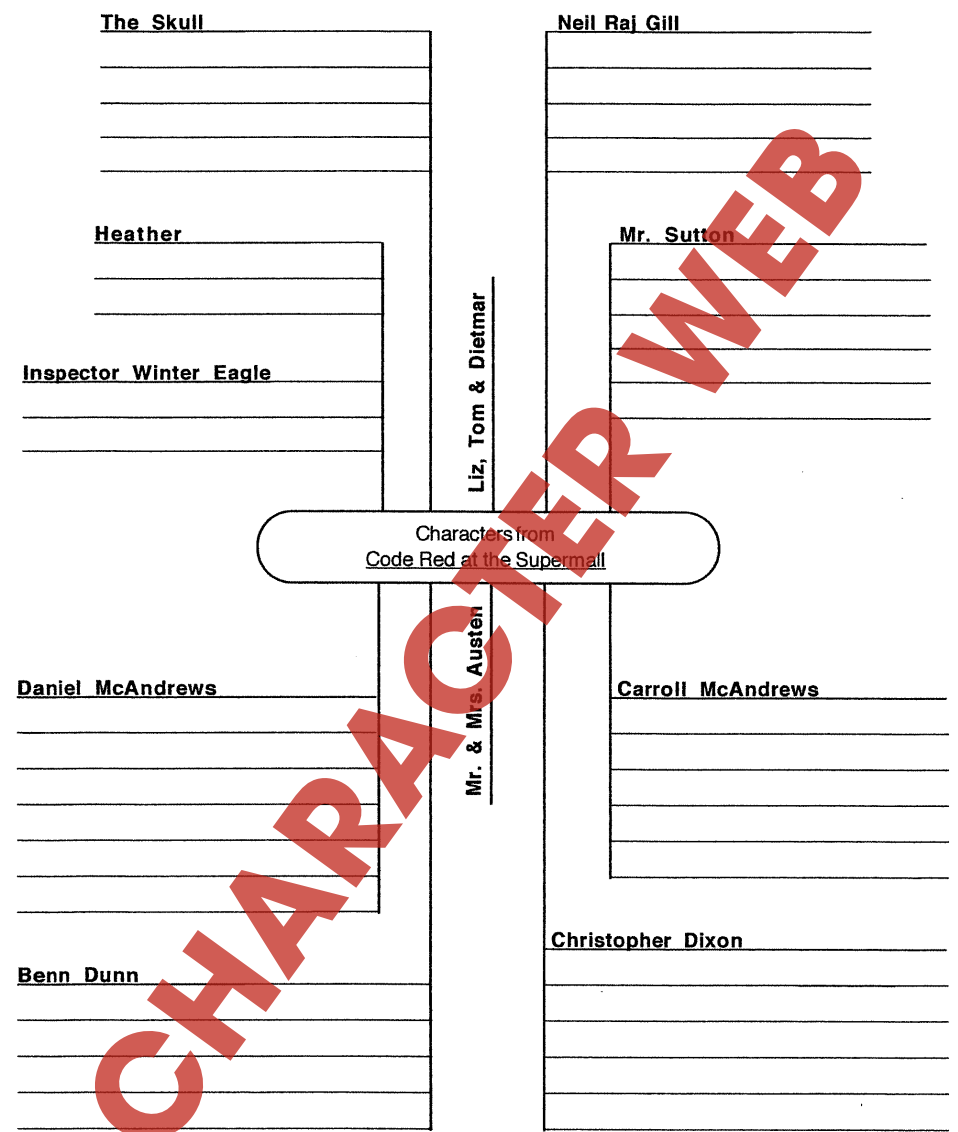 The Skull
Neil Raj Gill
Heather
Mr. Sutton
Liz, Tom & Dietmar
Inspector Winter Eagle
Characters from
Code Red at the Supermall
Mr. & Mrs. Austen
Daniel McAndrews
Carroll McAndrews
Christopher Dixon
Benn Dunn
CHARACTER WEB